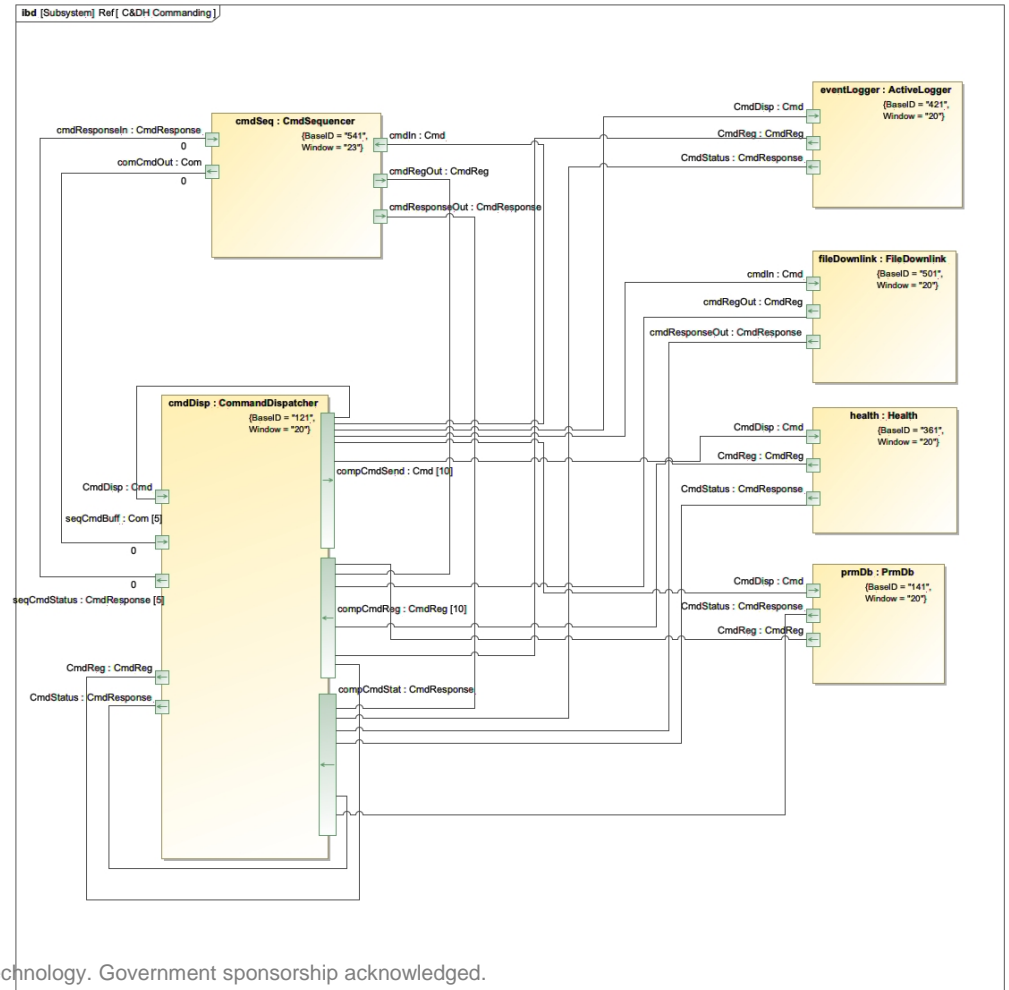 ibd [Subsystem] Ref [ C&DH Commanding ]
cmdSeq : CmdSequencer
{BaseID = "541",
Window = "23"}
cmdResponseIn : CmdResponse
0
comCmdOut : Com
0
cmdIn : Cmd
cmdRegOut : CmdReg
cmdResponseOut : CmdResponse
eventLogger : ActiveLogger
{BaseID = "421",
Window = "20"}
CmdDisp : Cmd
CmdReg : CmdReg
CmdStatus : CmdResponse
fileDownlink : FileDownlink
{BaseID = "501",
Window = "20"}
cmdIn : Cmd
cmdRegOut : CmdReg
cmdResponseOut : CmdResponse
cmdDisp : CommandDispatcher
{BaseID = "121",
Window = "20"}
CmdDisp : Cmd
seqCmdBuff : Com [5]
0
0
seqCmdStatus : CmdResponse [5]
CmdReg : CmdReg
CmdStatus : CmdResponse
compCmdSend : Cmd [10]
compCmdReg : CmdReg [10]
compCmdStat : CmdResponse
health : Health
{BaseID = "361",
Window = "20"}
CmdDisp : Cmd
CmdReg : CmdReg
CmdStatus : CmdResponse
prmDb : PrmDb
{BaseID = "141",
Window = "20"}
CmdDisp : Cmd
CmdStatus : CmdResponse
CmdReg : CmdReg
chnology. Government sponsorship acknowledged.